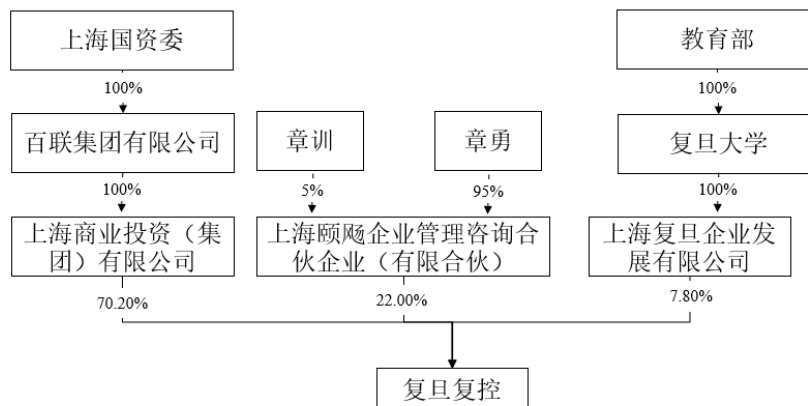 上海国资委
教育部
100%
100%
百联集团有限公司
章训
章勇
复旦大学
100%
5%
95%
100%
上海商业投资（集
团）有限公司
上海颐飏企业管理咨询合
伙企业（有限合伙）
上海复旦企业发
展有限公司
70.20%
22.00%
7.80%
复旦复控